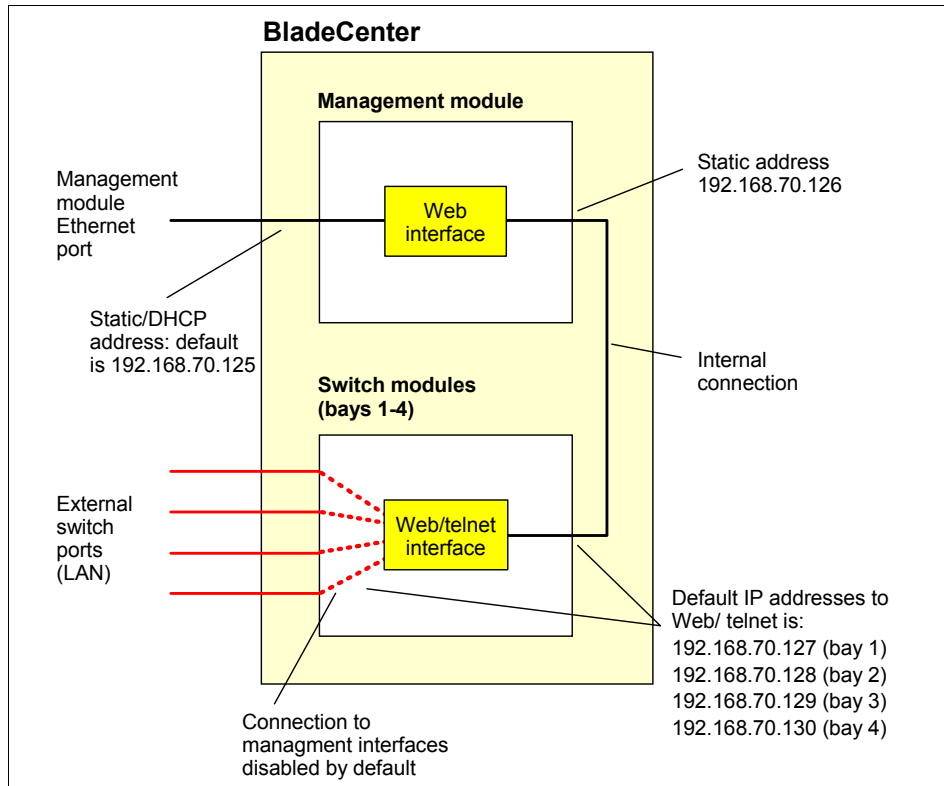 BladeCenter
Management module
Management
module
Ethernet
port
Web
interface
Static address
192.168.70.126
Static/DHCP
address: default
is 192.168.70.125
Internal
connection
Switch modules
(bays 1-4)
External
switch
ports
(LAN)
Web/telnet
interface
Default IP addresses to
Web/ telnet is:
192.168.70.127 (bay 1)
192.168.70.128 (bay 2)
192.168.70.129 (bay 3)
192.168.70.130 (bay 4)
Connection to
managment interfaces
disabled by default